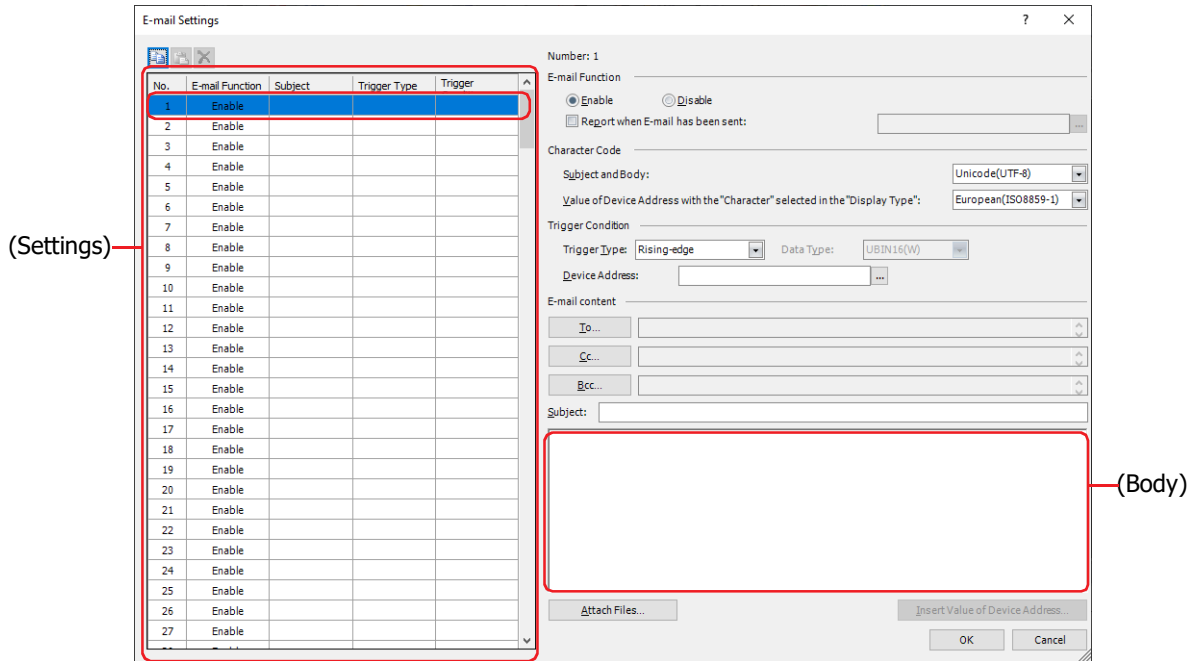 E-mail Settings
? ×
Number: 1
No. E-mail Function Subject Trigger Type Trigger
1 Enable
2 Enable
3 Enable
4 Enable
5 Enable
6 Enable
7 Enable
8 Enable
9 Enable
10 Enable
11 Enable
12 Enable
13 Enable
14 Enable
15 Enable
16 Enable
17 Enable
18 Enable
19 Enable
20 Enable
21 Enable
22 Enable
23 Enable
24 Enable
25 Enable
26 Enable
27 Enable
(Settings)
E-mail Function
Enable Disable
Report when E-mail has been sent: ...
Character Code
Subject and Body: Unicode(UTF-8)
Value of Device Address with the "Character" selected in the "Display Type": European(ISO8859-1)
Trigger Condition
Trigger Type: Rising-edge Data Type: UBIN16(W)
Device Address: ...
E-mail content
To...
Cc...
Bcc...
Subject:
(Body)
Attach Files... Insert Value of Device Address...
OK Cancel